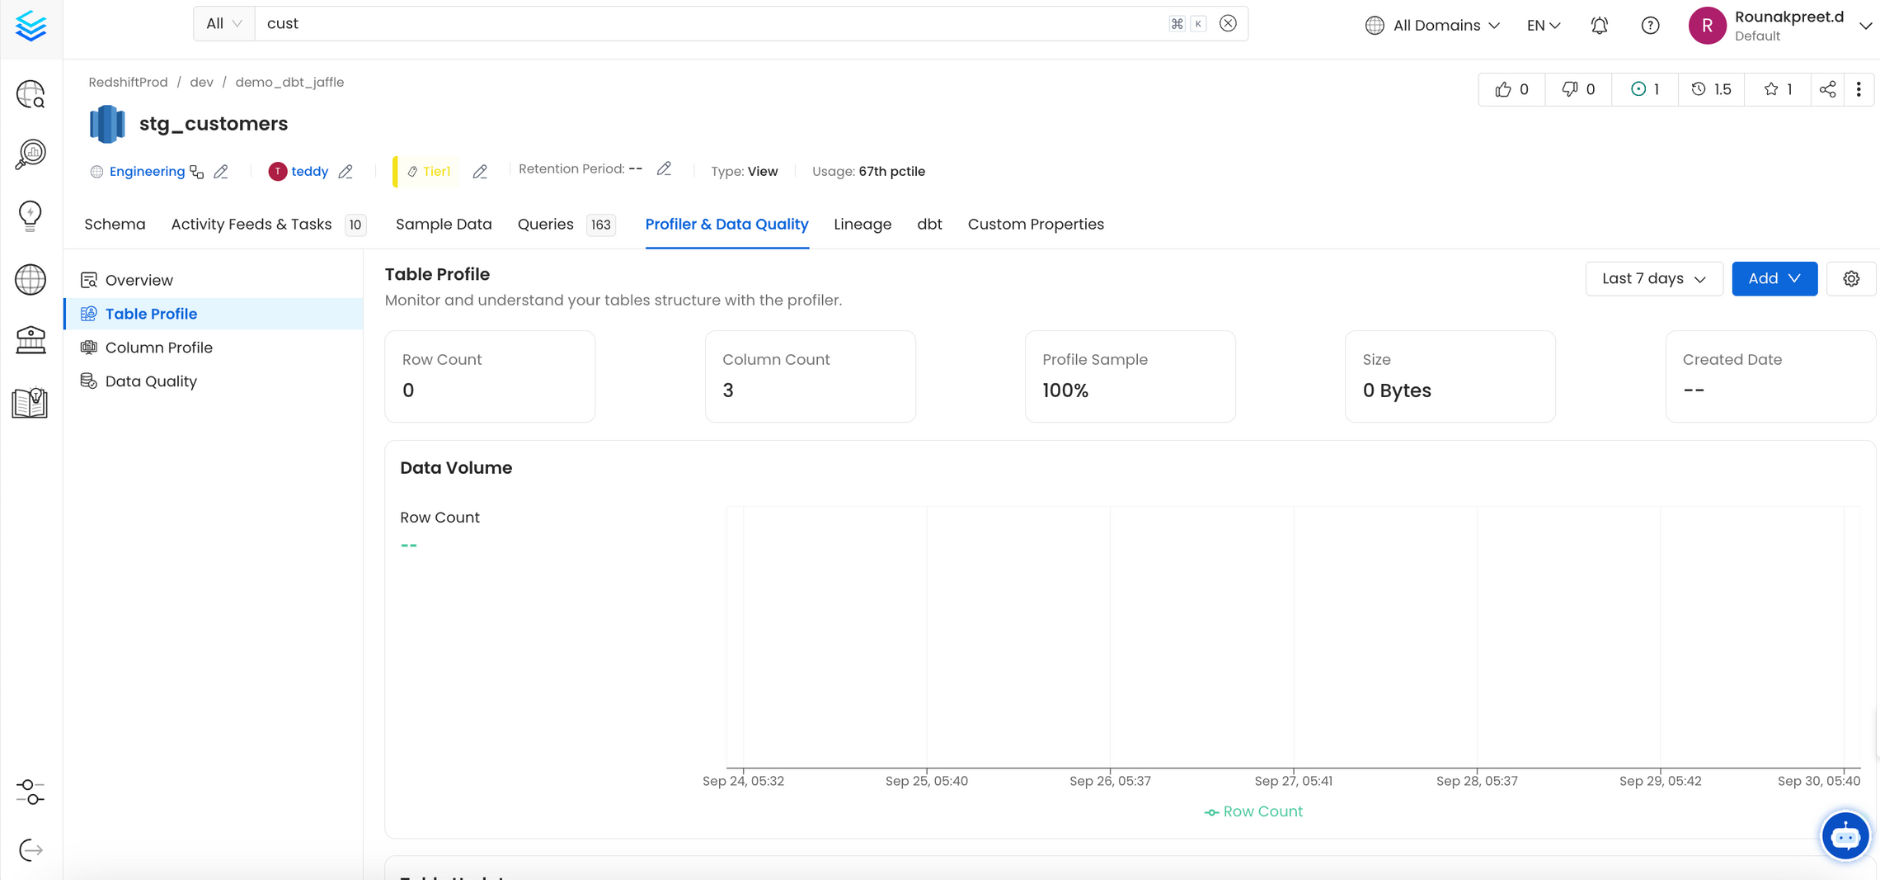 All cust ⌘ K All Domains EN R Rounakpreet.d
Default
RedshiftProd / dev / demo_dbt_jaffle
0 0 1 1.5 1
stg_customers
Engineering T teddy Tier1 Retention Period: -- Type: View Usage: 67th pctile
Schema Activity Feeds & Tasks 10 Sample Data Queries 163 Profiler & Data Quality Lineage dbt Custom Properties
Overview
Table Profile
Column Profile
Data Quality
Table Profile
Monitor and understand your tables structure with the profiler.
Last 7 days Add
Row Count
0
Column Count
3
Profile Sample
100%
Size
0 Bytes
Created Date
--
Data Volume
Row Count
--
Sep 24, 05:32 Sep 25, 05:40 Sep 26, 05:37 Sep 27, 05:41 Sep 28, 05:37 Sep 29, 05:42 Sep 30, 05:40
Row Count